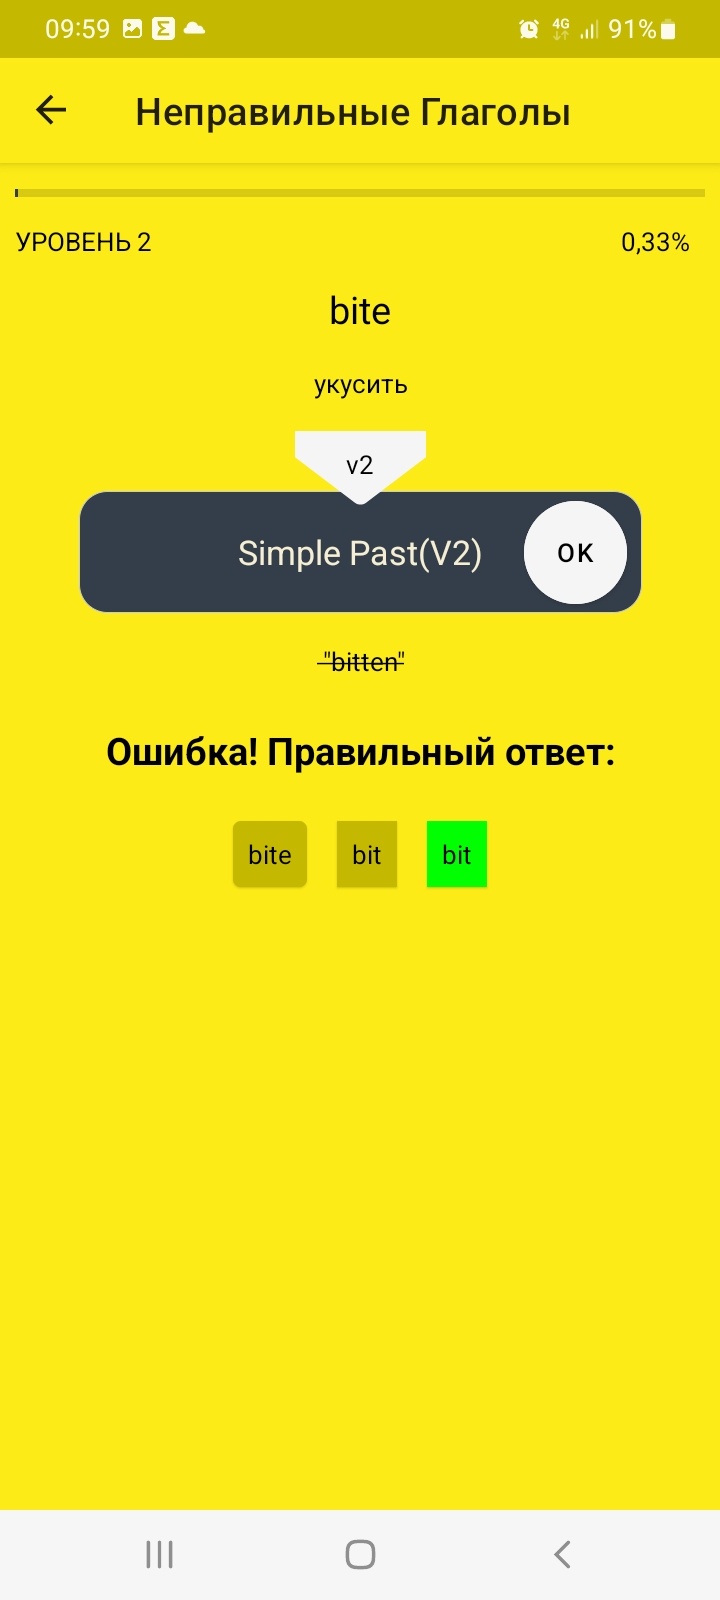 09:59 4G 91%
Неправильные Глаголы
УРОВЕНЬ 2 0,33%
bite
укусить
v2
Simple Past(V2) OK
"bitten"
Ошибка! Правильный ответ:
bite bit bit